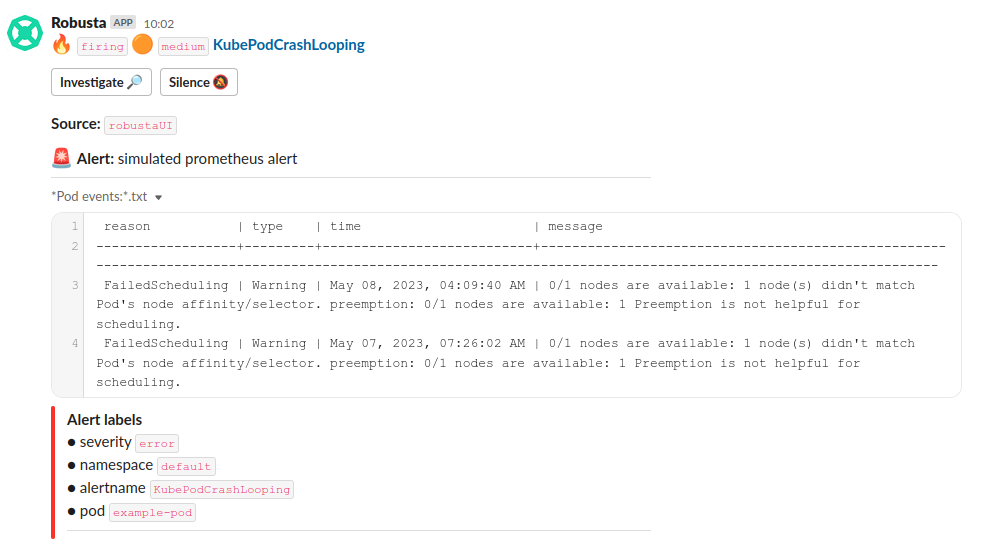 Robusta APP 10:02
firing medium KubePodCrashLooping
Investigate Silence
Source: robustaUI
Alert: simulated prometheus alert
*Pod events:*.txt
1 reason | type | time | message
2 ------------------+---------+---------------------------+----------------------------------------------------
------------------------------------------------------------------------------------------------------------
3 FailedScheduling | Warning | May 08, 2023, 04:09:40 AM | 0/1 nodes are available: 1 node(s) didn't match
Pod's node affinity/selector. preemption: 0/1 nodes are available: 1 Preemption is not helpful for
scheduling.
4 FailedScheduling | Warning | May 07, 2023, 07:26:02 AM | 0/1 nodes are available: 1 node(s) didn't match
Pod's node affinity/selector. preemption: 0/1 nodes are available: 1 Preemption is not helpful for
scheduling.
Alert labels
● severity error
● namespace default
● alertname KubePodCrashLooping
● pod example-pod